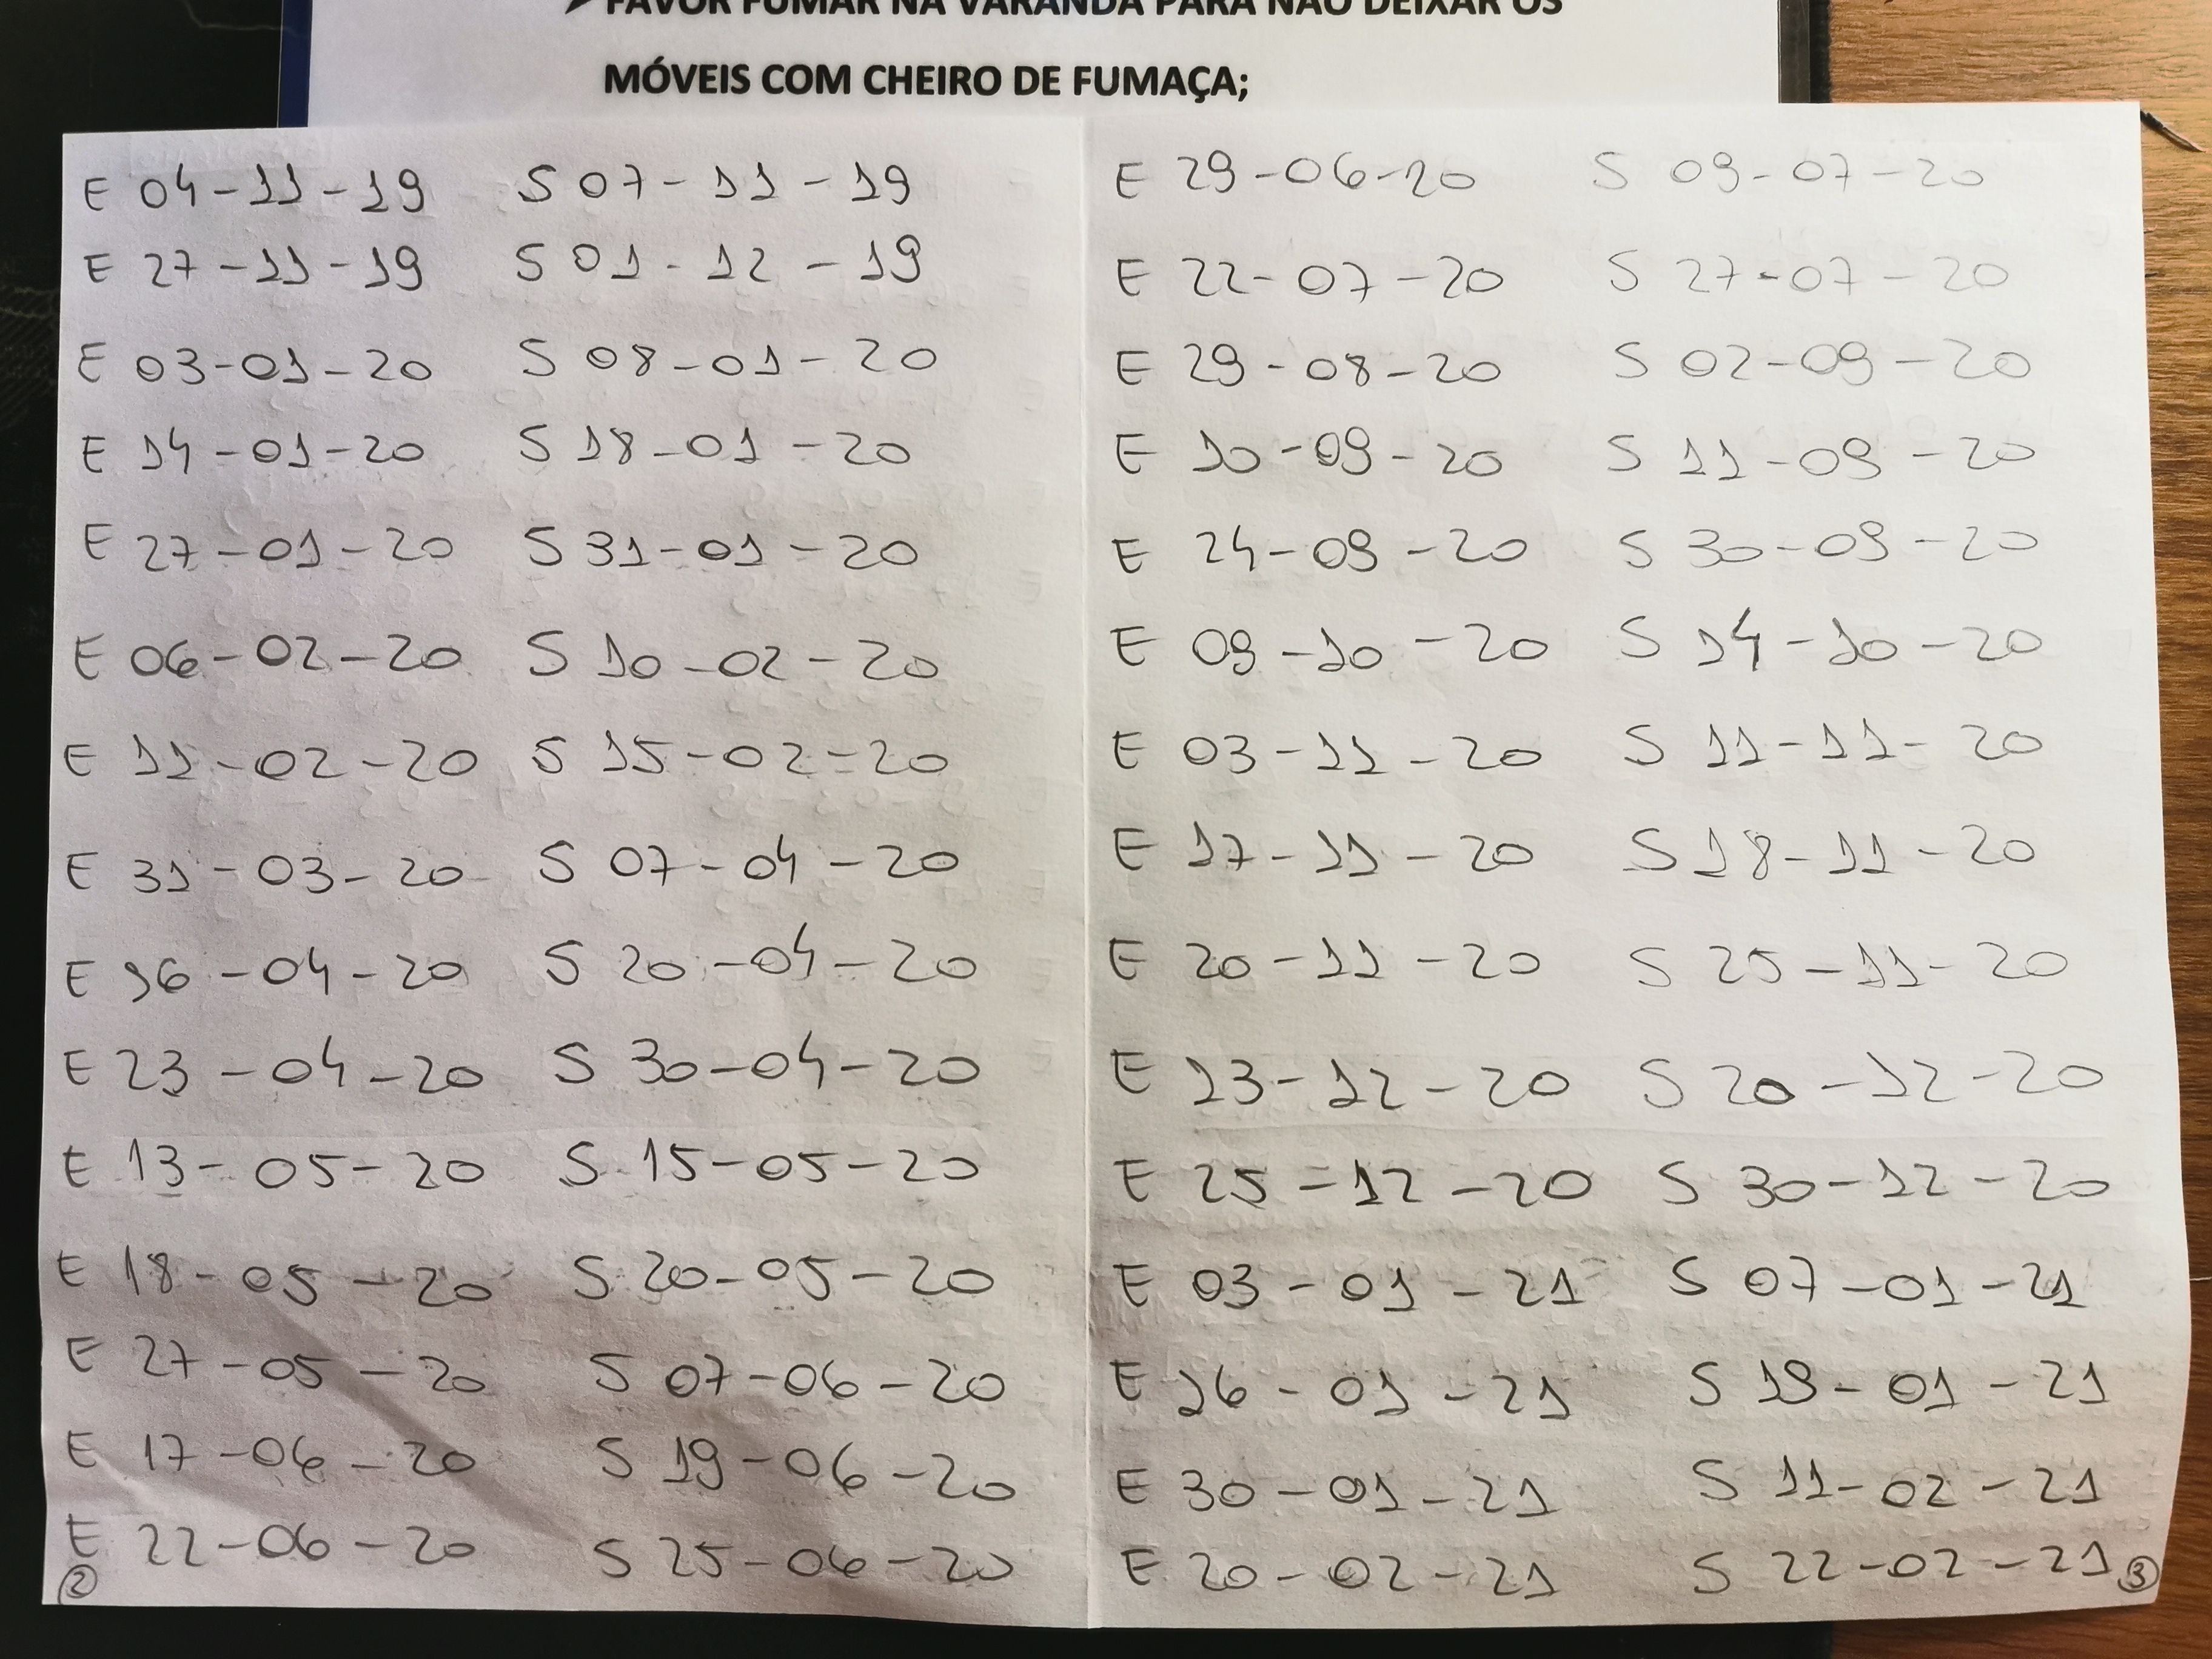 FAVOR FUMAR NA VARANDA PARA NÃO DEIXAR OS
MÓVEIS COM CHEIRO DE FUMAÇA;
E 04-11-19 S 07-11-19
E 27-11-19 S 01-12-19
E 03-01-20 S 08-01-20
E 14-01-20 S 18-01-20
E 27-01-20 S 31-01-20
E 06-02-20 S 10-02-20
E 11-02-20 S 15-02-20
E 31-03-20 S 07-04-20
E 16-04-20 S 20-04-20
E 23-04-20 S 30-04-20
E 13-05-20 S 15-05-20
E 18-05-20 S 20-05-20
E 27-05-20 S 07-06-20
E 17-06-20 S 19-06-20
E 22-06-20 S 25-06-20
2
E 29-06-20 S 09-07-20
E 22-07-20 S 27-07-20
E 29-08-20 S 02-09-20
E 10-09-20 S 11-09-20
E 24-09-20 S 30-09-20
E 09-10-20 S 14-10-20
E 03-11-20 S 11-11-20
E 17-11-20 S 18-11-20
E 20-11-20 S 25-11-20
E 13-12-20 S 20-12-20
E 25-12-20 S 30-12-20
E 03-01-21 S 07-01-21
E 16-01-21 S 19-01-21
E 30-01-21 S 11-02-21
E 20-02-21 S 22-02-21
3